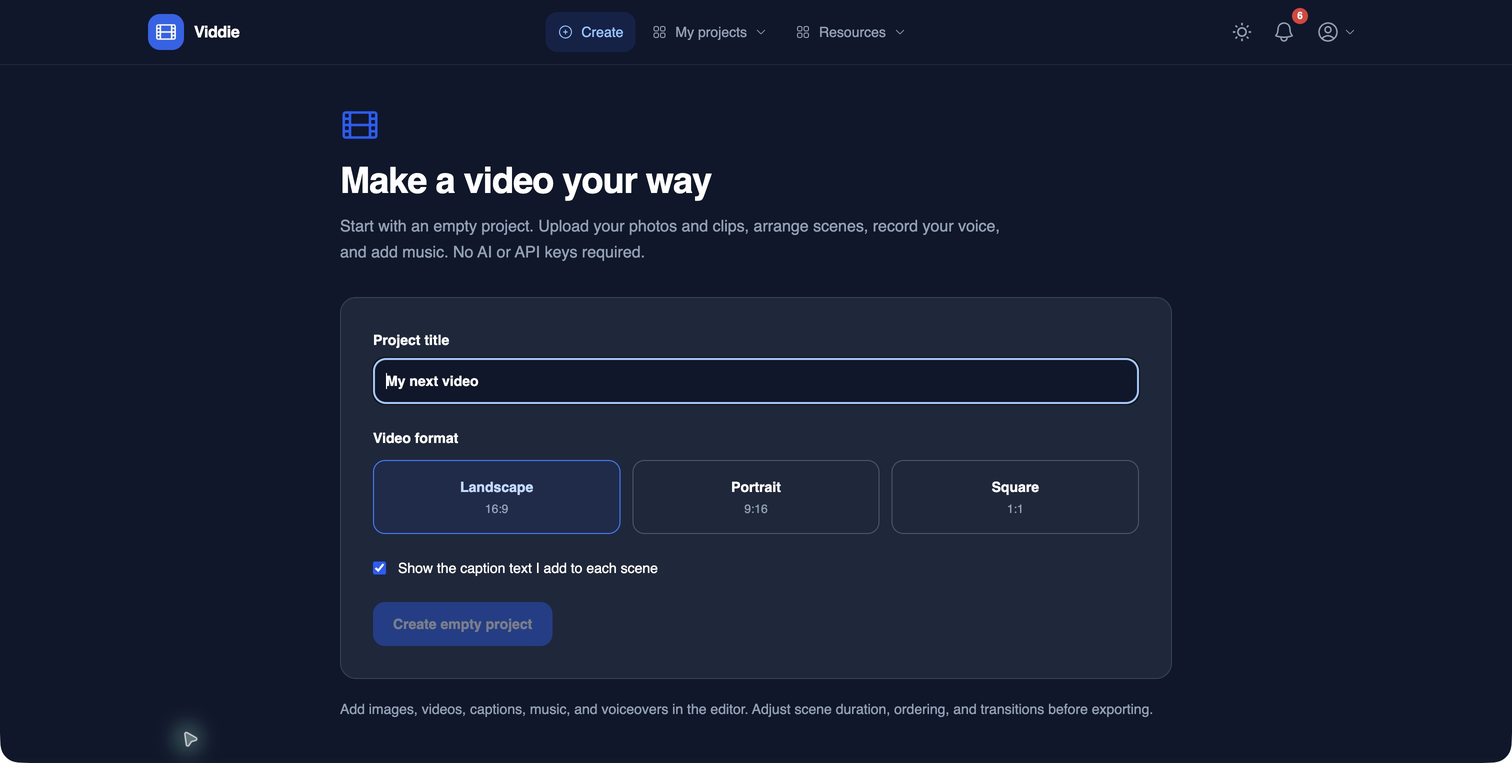 Viddie
Create
My projects
Resources
6
Make a video your way
Start with an empty project. Upload your photos and clips, arrange scenes, record your voice,
and add music. No AI or API keys required.
Project title
My next video
Video format
Landscape
16:9
Portrait
9:16
Square
1:1
Show the caption text I add to each scene
Create empty project
Add images, videos, captions, music, and voiceovers in the editor. Adjust scene duration, ordering, and transitions before exporting.